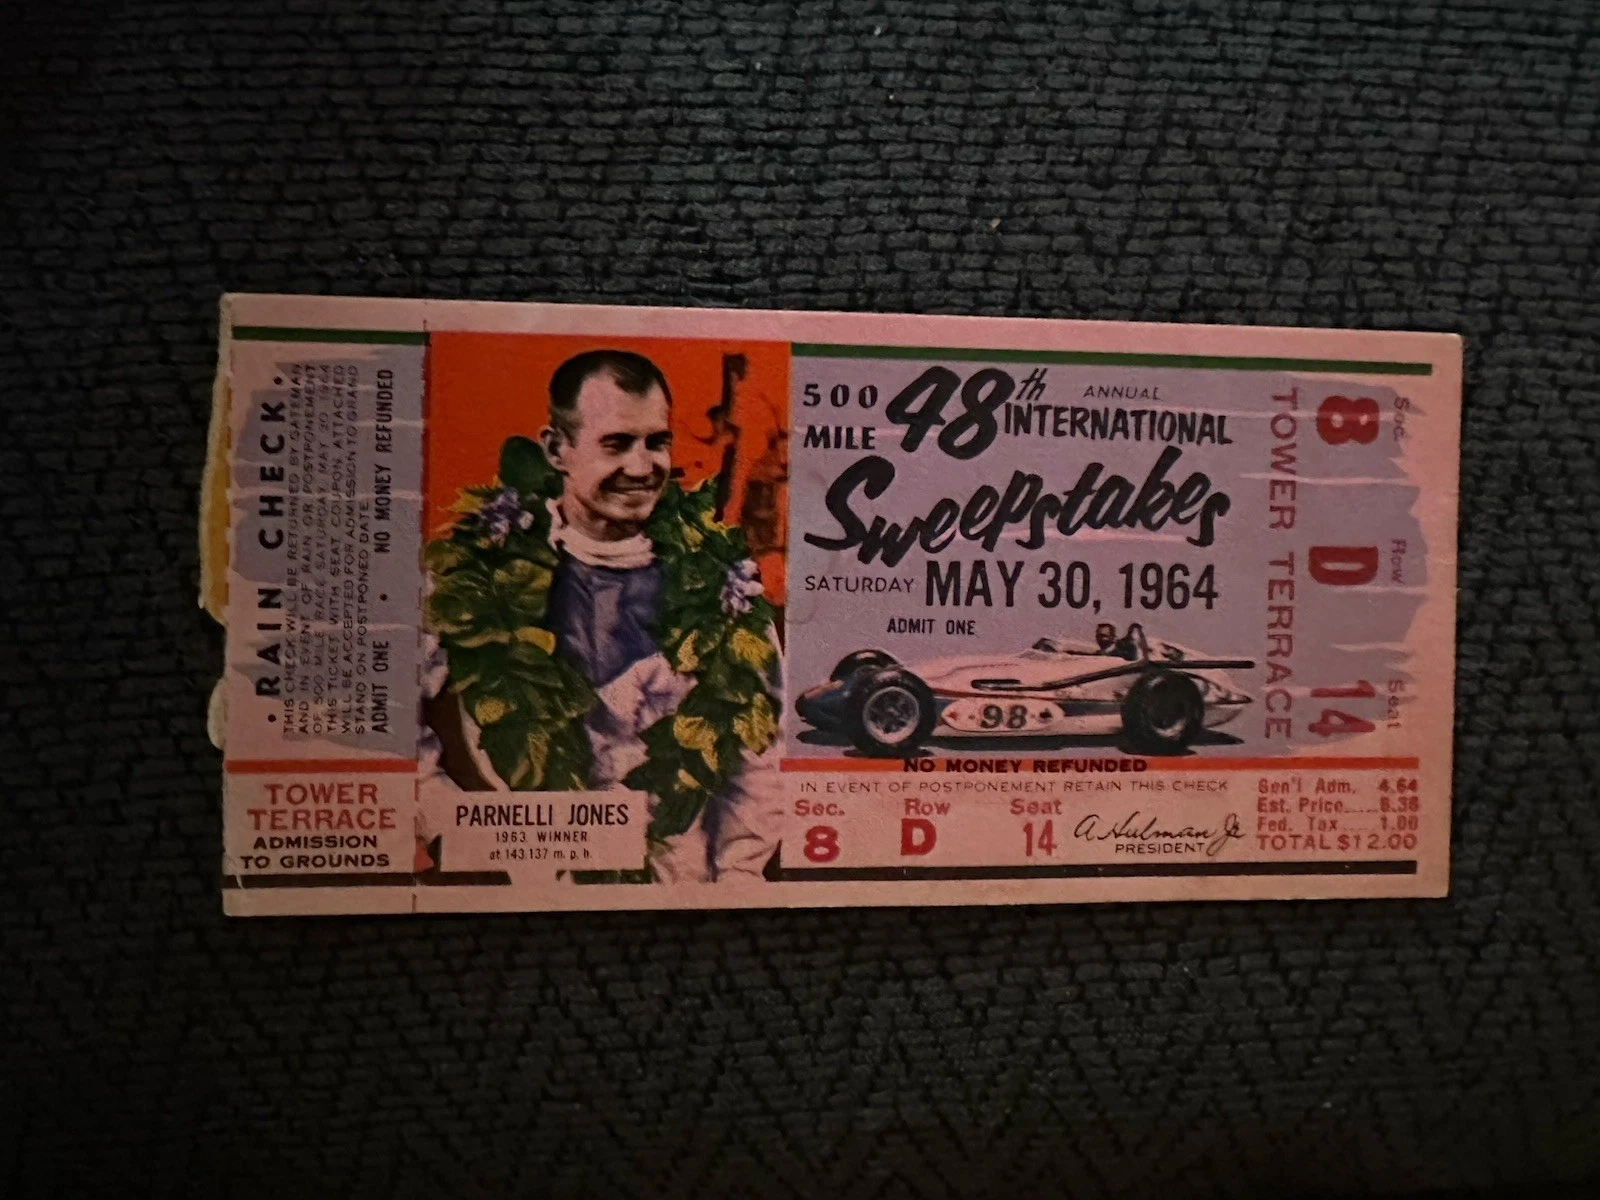 • RAIN CHECK •
THIS CHECK WILL BE RETURNED BY GATEMAN
AND IN EVENT OF RAIN OR POSTPONEMENT
OF 500 MILE RACE SATURDAY, MAY 30, 1964
THIS TICKET WITH SEAT COUPON ATTACHED
WILL BE ACCEPTED FOR ADMISSION TO GRAND
STAND ON POSTPONED DATE.
ADMIT ONE • NO MONEY REFUNDED
TOWER
TERRACE
ADMISSION
TO GROUNDS
PARNELLI JONES
1963 WINNER
at 143.137 m. p. h.
500
MILE
48th
ANNUAL
INTERNATIONAL
Sweepstakes
SATURDAY MAY 30, 1964
ADMIT ONE
98
NO MONEY REFUNDED
IN EVENT OF POSTPONEMENT RETAIN THIS CHECK
Sec. Row Seat
8 D 14
A Hulman Jr
PRESIDENT
Gen'l Adm. 4.64
Est. Price.... 6.36
Fed. Tax.... 1.00
TOTAL $12.00
TOWER TERRACE
8 D 14
Sec. Row Seat